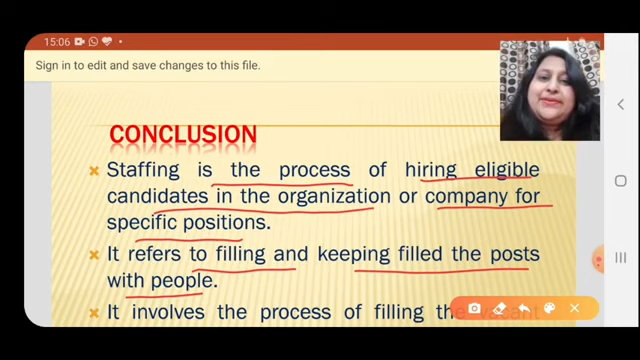 15:06
Sign in to edit and save changes to this file.
CONCLUSION
Staffing is the process of hiring eligible
candidates in the organization or company for
specific positions.
It refers to filling and keeping filled the posts
with people.
It involves the process of filling the vacant